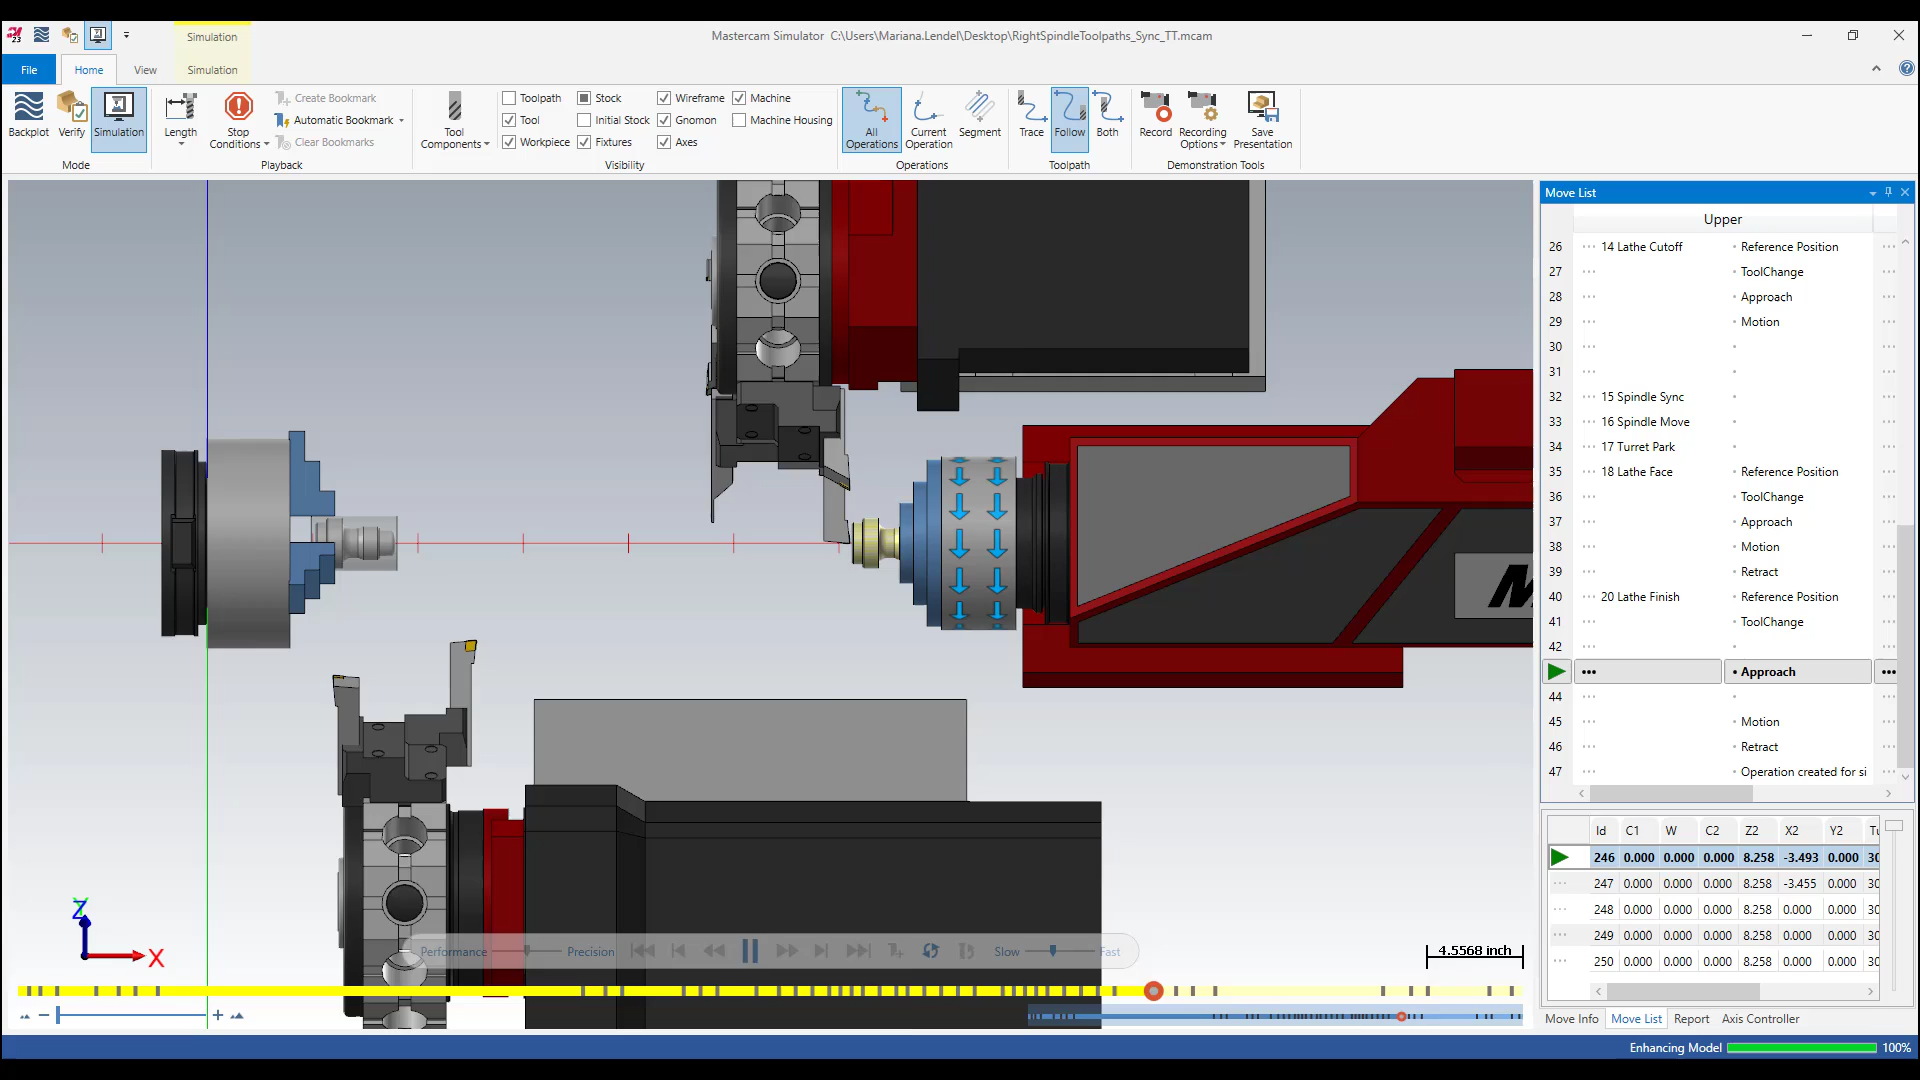 23
Simulation
Mastercam Simulator C:\Users\Mariana.Lendel\Desktop\RightSpindleToolpaths_Sync_TT.mcam
File Home View Simulation
Backplot Verify Simulation
Mode
Length Stop Conditions
Create Bookmark
Automatic Bookmark
Clear Bookmarks
Playback
Tool Components
Toolpath Stock Wireframe Machine
Tool Initial Stock Gnomon Machine Housing
Workpiece Fixtures Axes
Visibility
All Operations Current Operation Segment
Operations
Trace Follow Both
Toolpath
Record Recording Options Save Presentation
Demonstration Tools
Move List
Upper
26 14 Lathe Cutoff Reference Position
27 ToolChange
28 Approach
29 Motion
30
31
32 15 Spindle Sync
33 16 Spindle Move
34 17 Turret Park
35 18 Lathe Face Reference Position
36 ToolChange
37 Approach
38 Motion
39 Retract
40 20 Lathe Finish Reference Position
41 ToolChange
42
Approach
44
45 Motion
46 Retract
47 Operation created for si
Id C1 W C2 Z2 X2 Y2 Tu
246 0.000 0.000 0.000 8.258 -3.493 0.000 30
247 0.000 0.000 0.000 8.258 -3.455 0.000 30
248 0.000 0.000 0.000 8.258 0.000 0.000 30
249 0.000 0.000 0.000 8.258 0.000 0.000 30
250 0.000 0.000 0.000 8.258 0.000 0.000 30
M
Z
Y
X
Performance Precision Slow Fast
4.5568 inch
Move Info Move List Report Axis Controller
Enhancing Model 100%